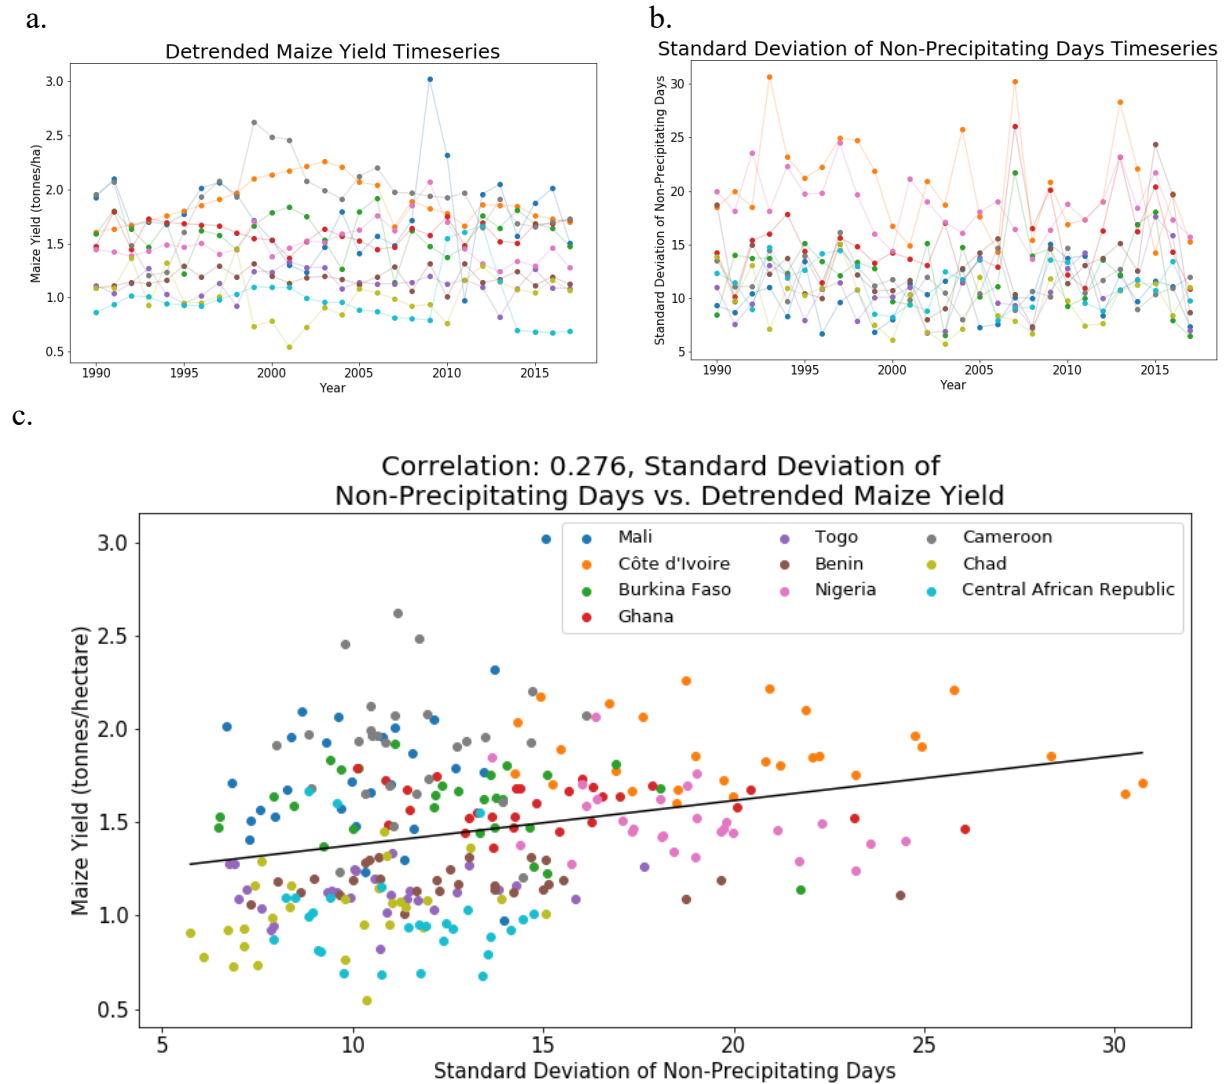 a.
b.
Detrended Maize Yield Timeseries
Standard Deviation of Non-Precipitating Days Timeseries
Maize Yield (tonnes/ha)
3.0
2.5
2.0
1.5
1.0
0.5
1990 1995 2000 2005 2010 2015
Year
Standard Deviation of Non-Precipitating Days
30
25
20
15
10
5
1990 1995 2000 2005 2010 2015
Year
c.
Correlation: 0.276, Standard Deviation of
Non-Precipitating Days vs. Detrended Maize Yield
Mali
Côte d'Ivoire
Burkina Faso
Ghana
Togo
Benin
Nigeria
Cameroon
Chad
Central African Republic
Maize Yield (tonnes/hectare)
3.0
2.5
2.0
1.5
1.0
0.5
5 10 15 20 25 30
Standard Deviation of Non-Precipitating Days